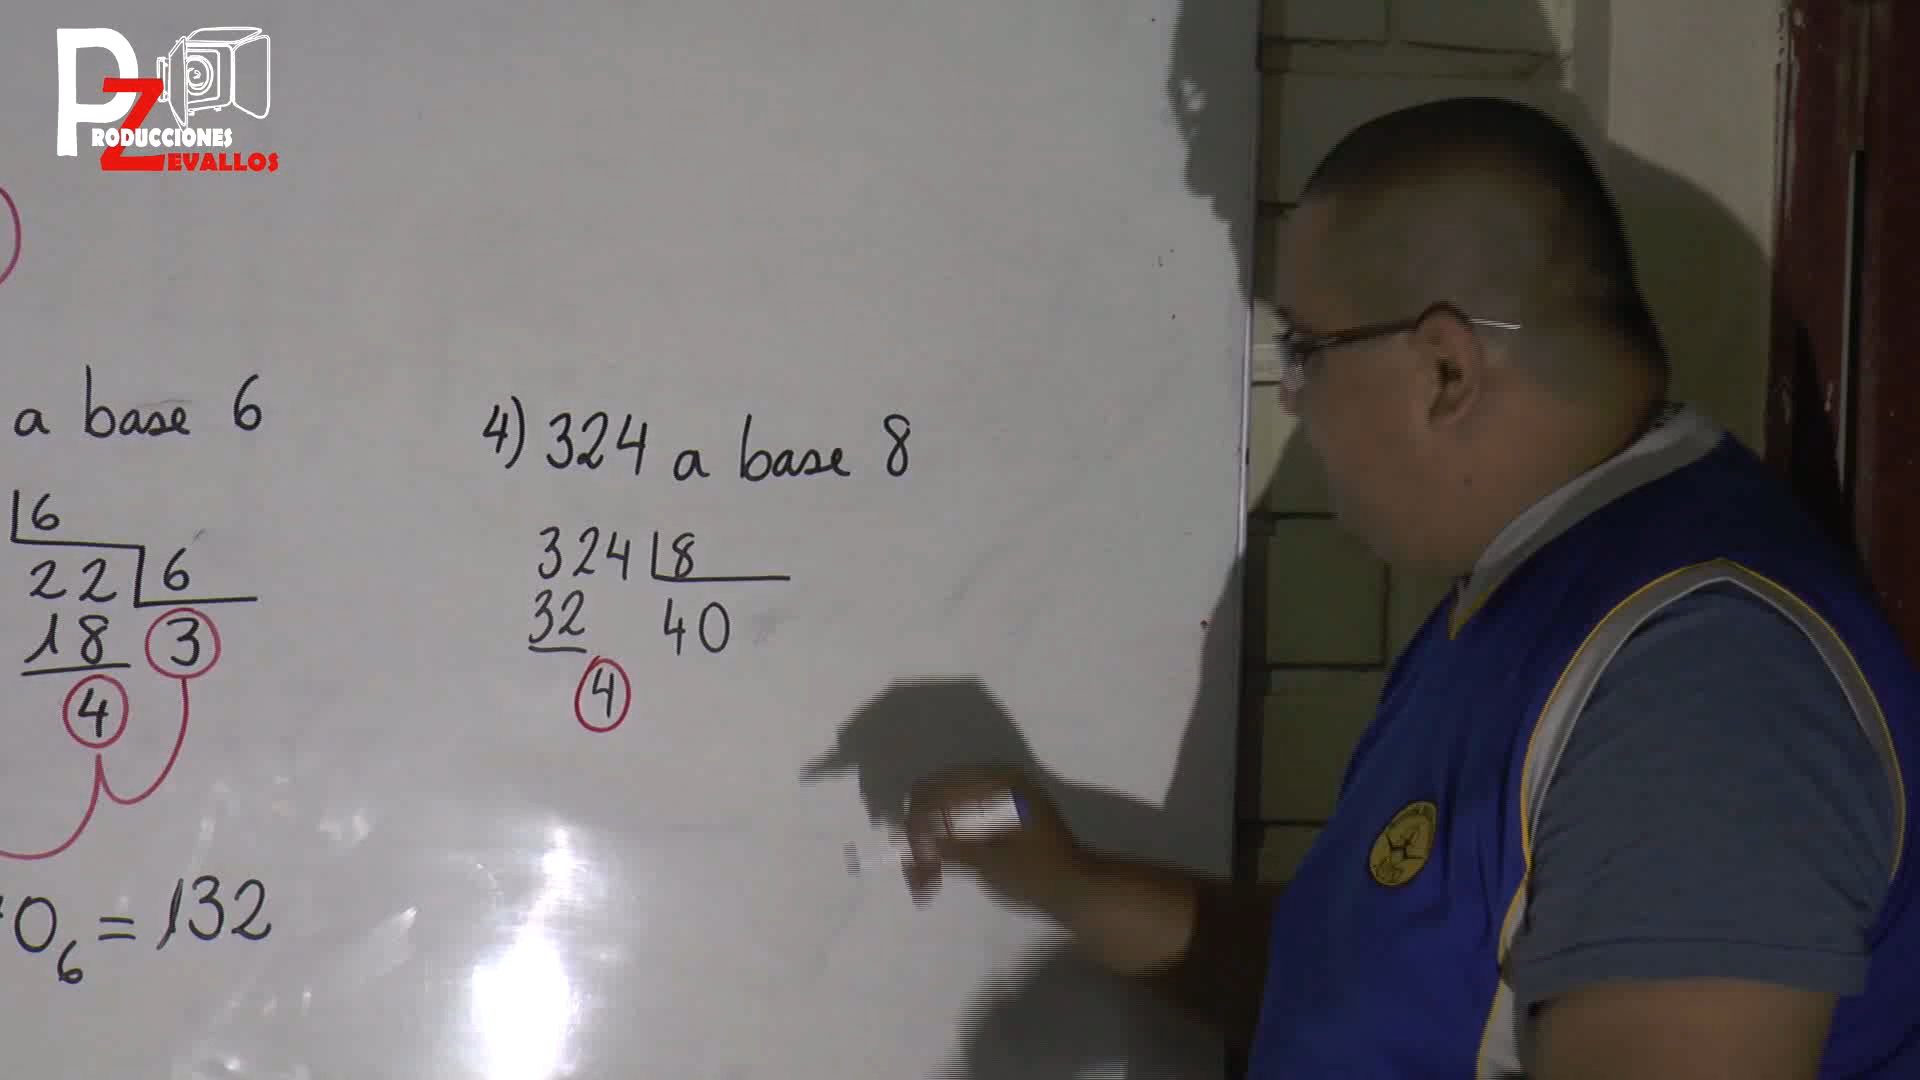 PRODUCCIONES
ZEVALLOS
a base 6
6
22 6
18 3
4
0₆ = 132
4) 324 a base 8
324 8
32 40
4